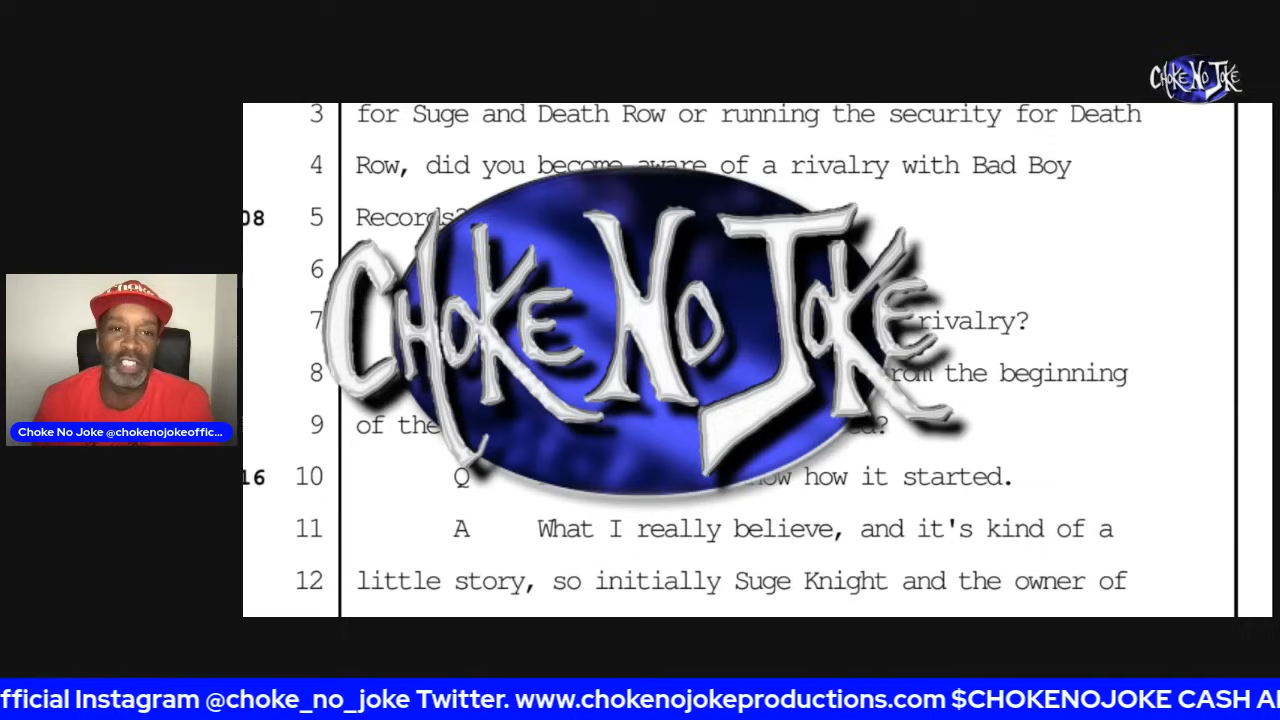 CHOKE NO JOKE
3 for Suge and Death Row or running the security for Death
4 Row, did you become aware of a rivalry with Bad Boy
08 5 Records?
6
7 rivalry?
8 from the beginning
9 of the
16 10 Q how it started.
11 A What I really believe, and it's kind of a
12 little story, so initially Suge Knight and the owner of
CHOKE NO JOKE
Choke No Joke @chokenojokeoffic...
fficial Instagram @choke_no_joke Twitter. www.chokenojokeproductions.com $CHOKENOJOKE CASH A